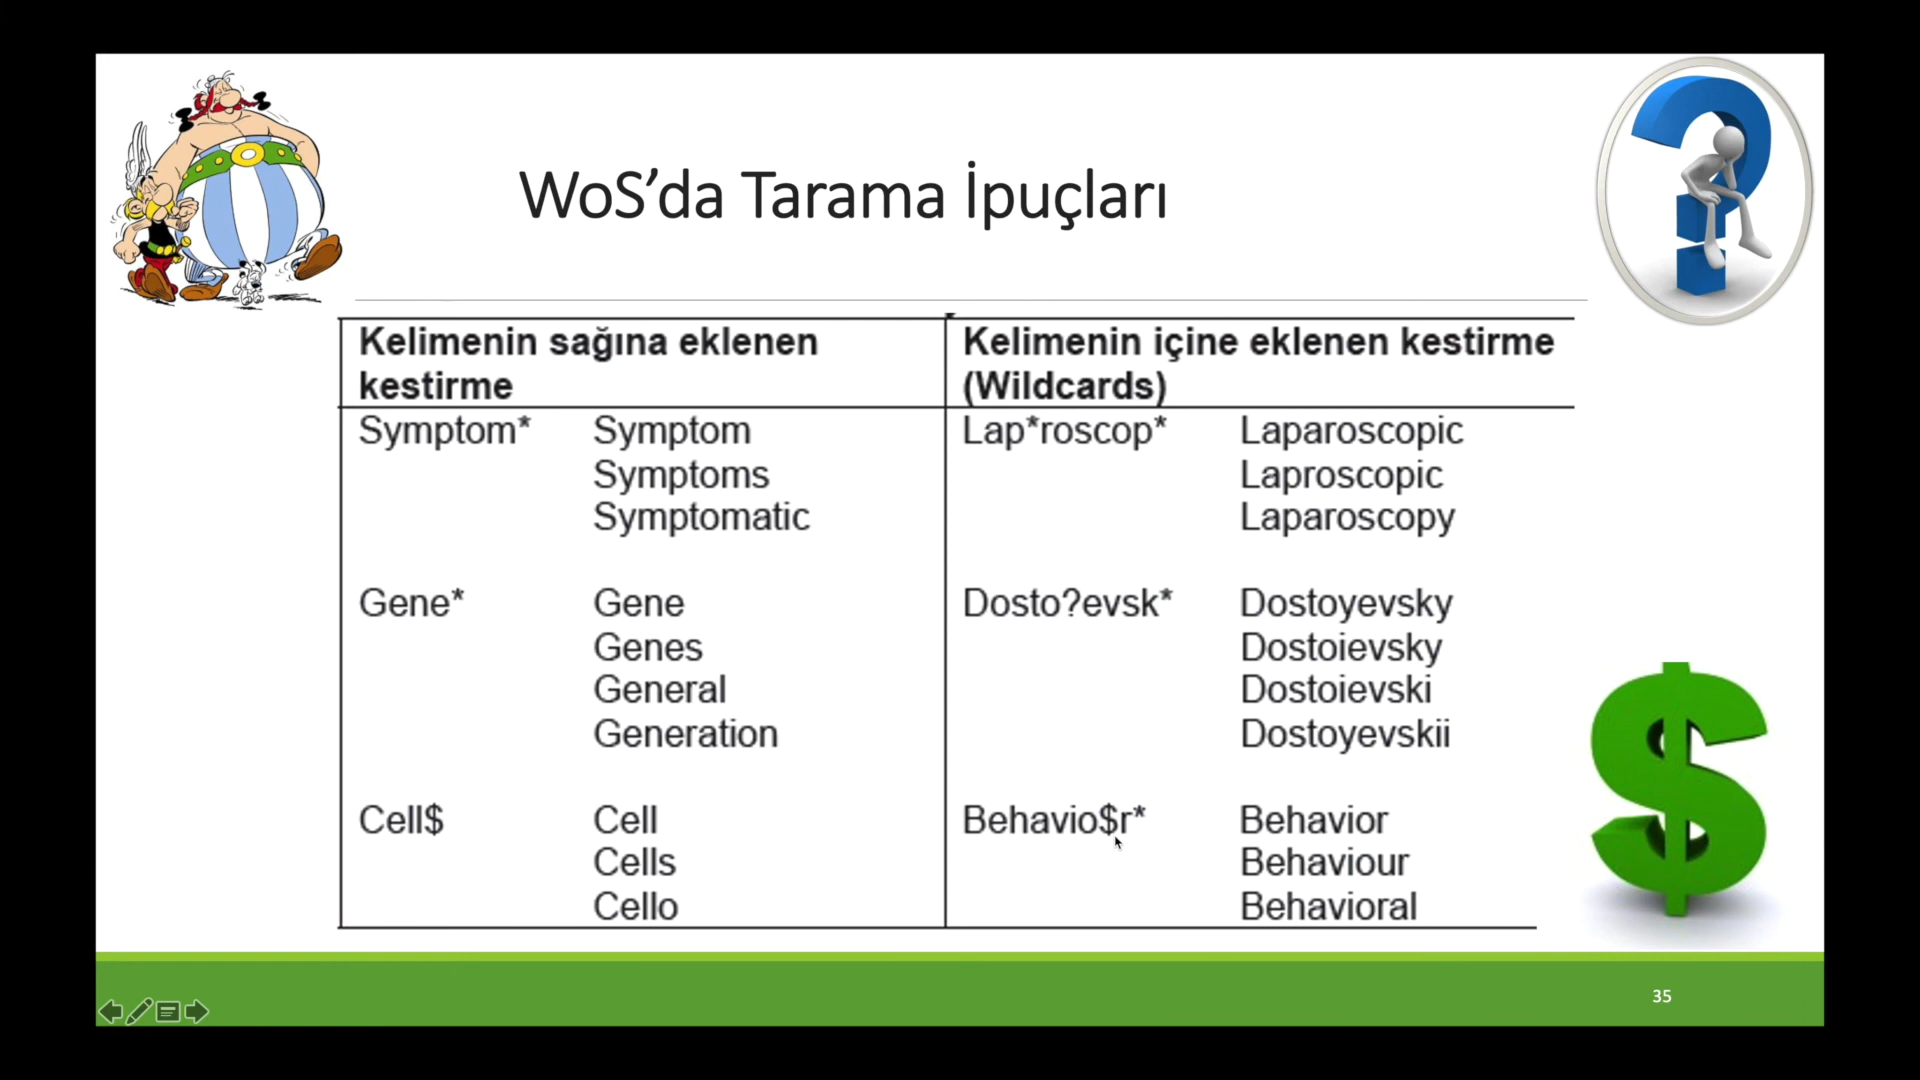 WoS’da Tarama İpuçları
Kelimenin sağına eklenen
kestirme
Kelimenin içine eklenen kestirme
(Wildcards)
Symptom* Symptom
Symptoms
Symptomatic
Lap*roscop* Laparoscopic
Laproscopic
Laparoscopy
Gene* Gene
Genes
General
Generation
Dosto?evsk* Dostoyevsky
Dostoievsky
Dostoievski
Dostoyevskii
Cell$ Cell
Cells
Cello
Behavio$r* Behavior
Behaviour
Behavioral
35